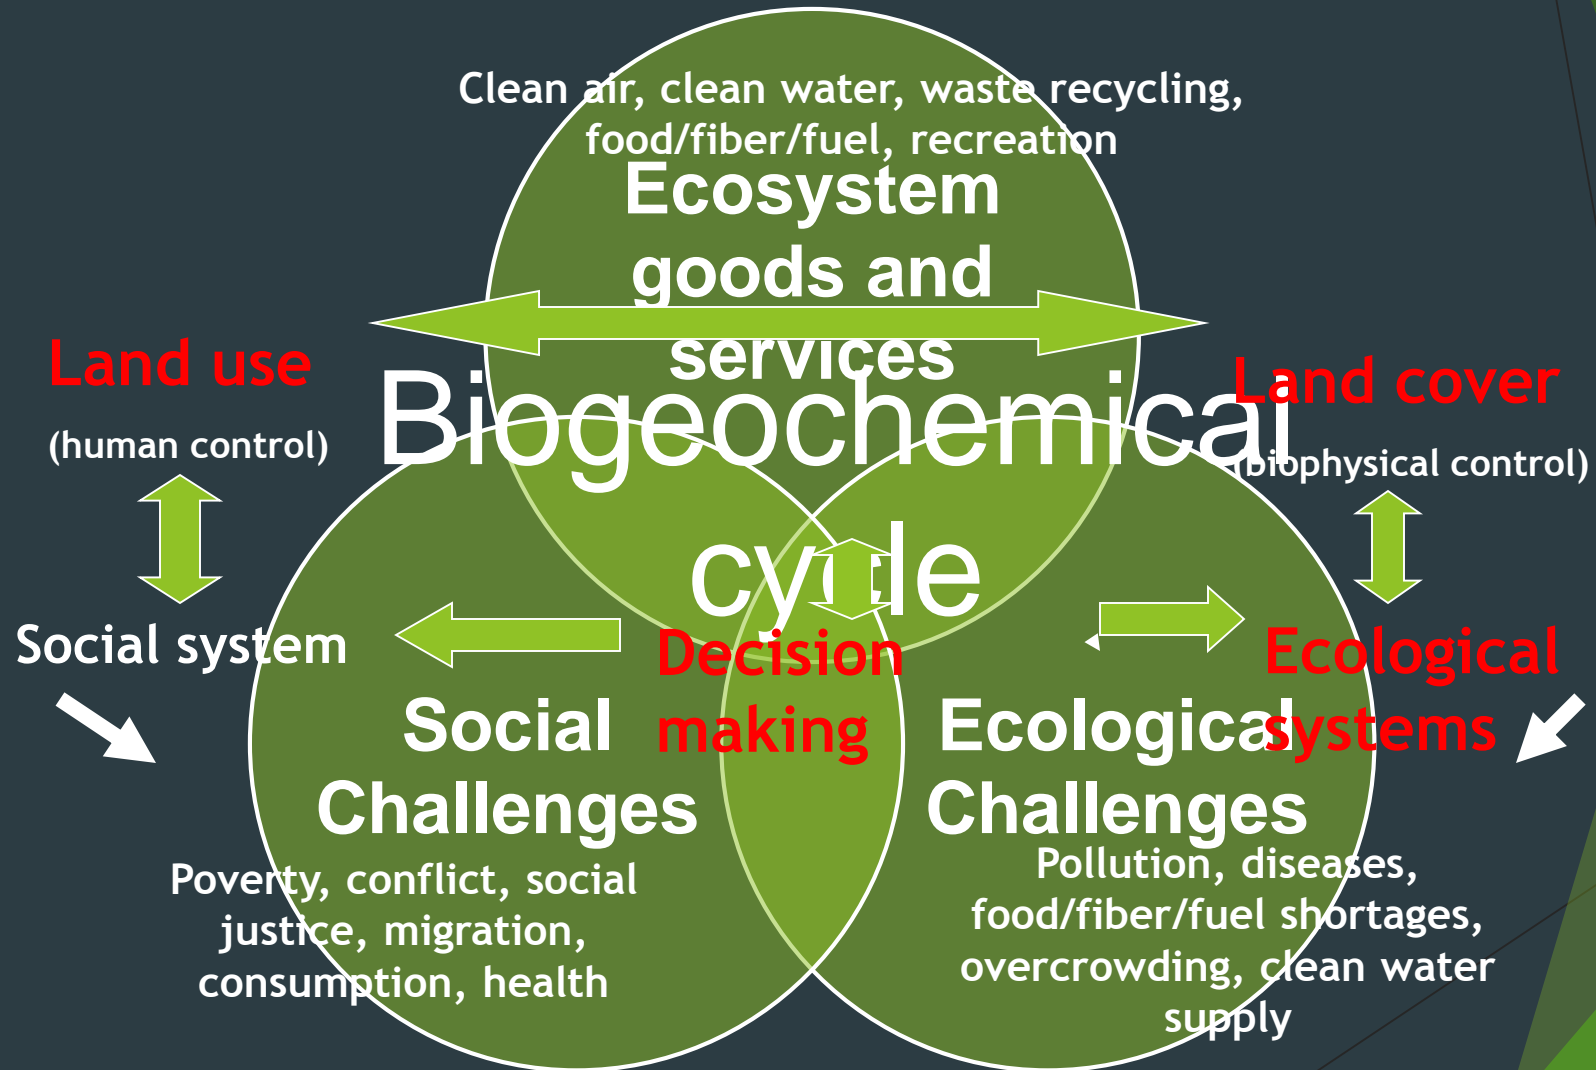 Clean air, clean water, waste recycling,
food/fiber/fuel, recreation
Ecosystem
goods and
services
Land use
(human control)
Biogeochemical
cycle
Land cover
(biophysical control)
Social system
Decision
making
Ecological
systems
Social
Challenges
Ecological
Challenges
Poverty, conflict, social
justice, migration,
consumption, health
Pollution, diseases,
food/fiber/fuel shortages,
overcrowding, clean water
supply